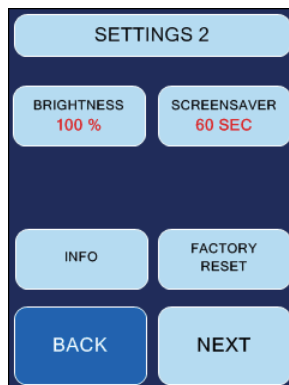 SETTINGS 2
BRIGHTNESS
100 %
SCREENSAVER
60 SEC
INFO
FACTORY
RESET
BACK
NEXT